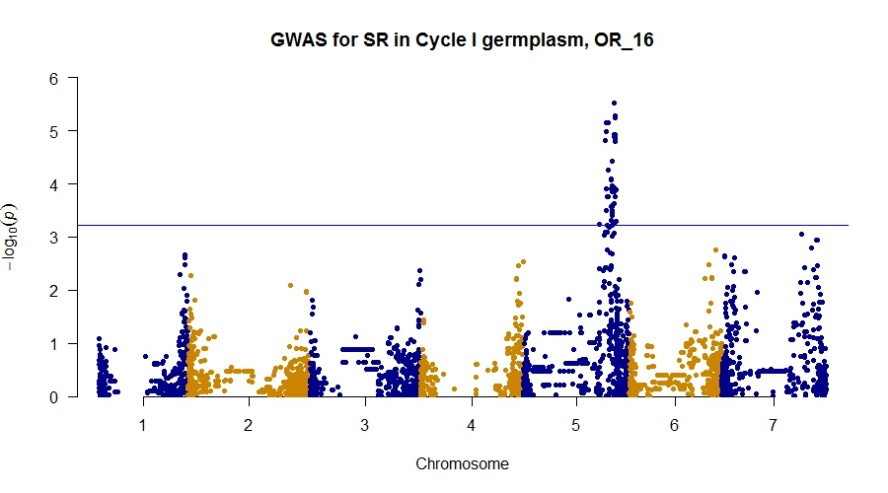 GWAS for SR in Cycle I germplasm, OR_16
6
5
4
3
2
1
0
−log₁₀(p)
1 2 3 4 5 6 7
Chromosome